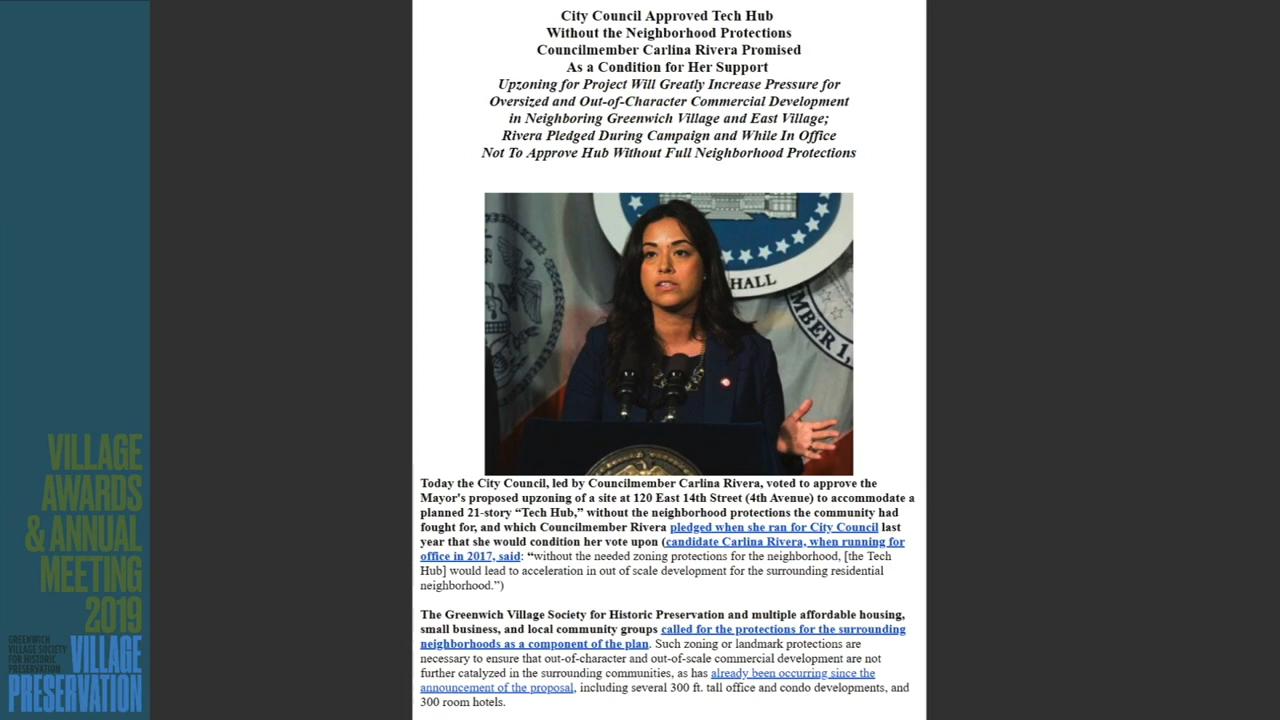 City Council Approved Tech Hub
Without the Neighborhood Protections
Councilmember Carlina Rivera Promised
As a Condition for Her Support
Upzoning for Project Will Greatly Increase Pressure for
Oversized and Out-of-Character Commercial Development
in Neighboring Greenwich Village and East Village;
Rivera Pledged During Campaign and While In Office
Not To Approve Hub Without Full Neighborhood Protections
HALL
MBER 1,
Today the City Council, led by Councilmember Carlina Rivera, voted to approve the
Mayor's proposed upzoning of a site at 120 East 14th Street (4th Avenue) to accommodate a
planned 21-story “Tech Hub,” without the neighborhood protections the community had
fought for, and which Councilmember Rivera pledged when she ran for City Council last
year that she would condition her vote upon (candidate Carlina Rivera, when running for
office in 2017, said: “without the needed zoning protections for the neighborhood, [the Tech
Hub] would lead to acceleration in out of scale development for the surrounding residential
neighborhood.”)
The Greenwich Village Society for Historic Preservation and multiple affordable housing,
small business, and local community groups called for the protections for the surrounding
neighborhoods as a component of the plan. Such zoning or landmark protections are
necessary to ensure that out-of-character and out-of-scale commercial development are not
further catalyzed in the surrounding communities, as has already been occurring since the
announcement of the proposal, including several 300 ft. tall office and condo developments, and
300 room hotels.
VILLAGE
AWARDS
& ANNUAL
MEETING
2019
GREENWICH
VILLAGE SOCIETY
FOR HISTORIC
PRESERVATION
VILLAGE
PRESERVATION